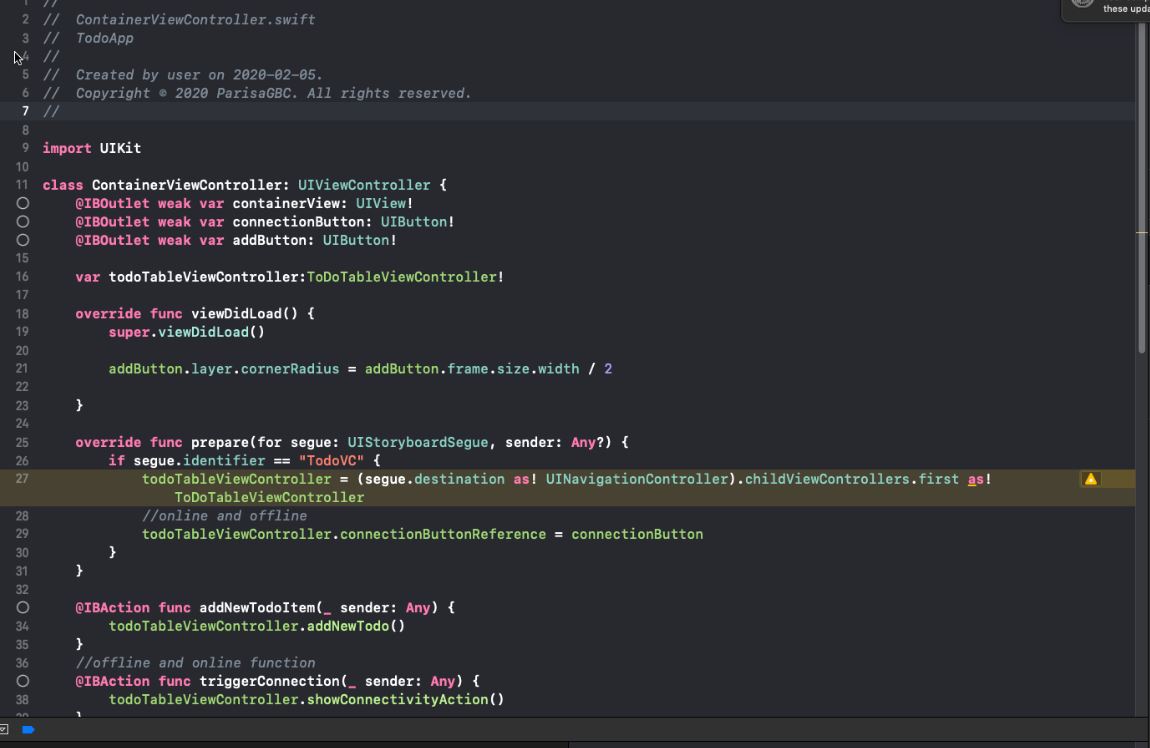 these upda
1 //
2 //  ContainerViewController.swift
3 //  TodoApp
4 //
5 //  Created by user on 2020-02-05.
6 //  Copyright © 2020 ParisaGBC. All rights reserved.
7 //
8
9 import UIKit
10
11 class ContainerViewController: UIViewController {
@IBOutlet weak var containerView: UIView!
@IBOutlet weak var connectionButton: UIButton!
@IBOutlet weak var addButton: UIButton!
15
16 var todoTableViewController:ToDoTableViewController!
17
18 override func viewDidLoad() {
19 super.viewDidLoad()
20
21 addButton.layer.cornerRadius = addButton.frame.size.width / 2
22
23 }
24
25 override func prepare(for segue: UIStoryboardSegue, sender: Any?) {
26 if segue.identifier == "TodoVC" {
27 todoTableViewController = (segue.destination as! UINavigationController).childViewControllers.first as!
ToDoTableViewController
28 //online and offline
29 todoTableViewController.connectionButtonReference = connectionButton
30 }
31 }
32
@IBAction func addNewTodoItem(_ sender: Any) {
34 todoTableViewController.addNewTodo()
35 }
36 //offline and online function
@IBAction func triggerConnection(_ sender: Any) {
38 todoTableViewController.showConnectivityAction()
39 }